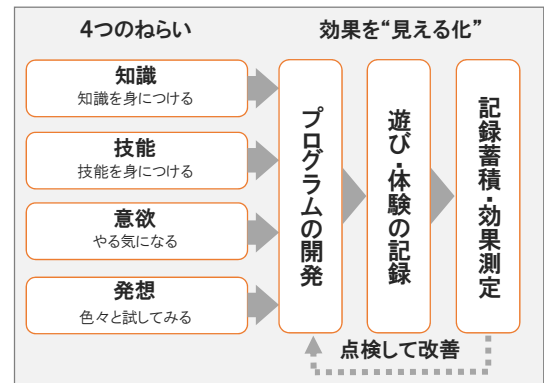 4つのねらい
効果を“見える化”
知識
知識を身につける
技能
技能を身につける
意欲
やる気になる
発想
色々と試してみる
プログラムの開発
遊び・体験の記録
記録蓄積・効果測定
点検して改善